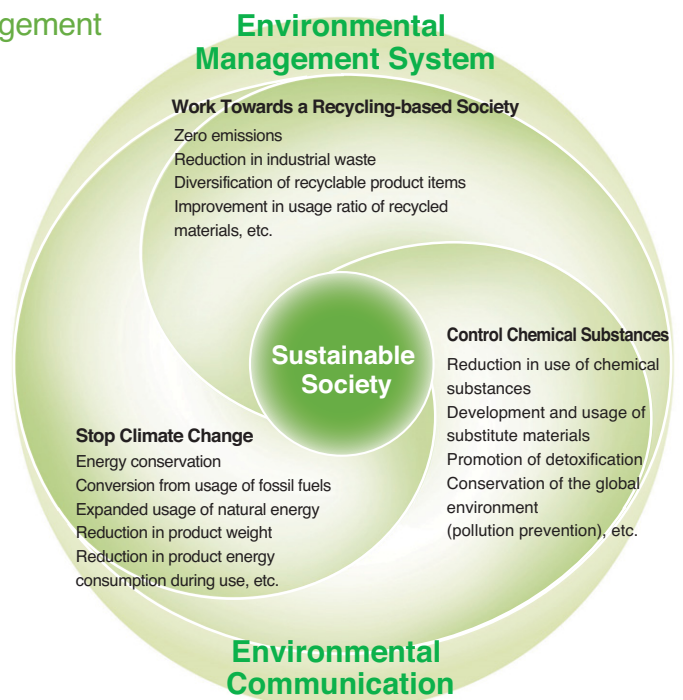 gement
Environmental
Management System
Work Towards a Recycling-based Society
Zero emissions
Reduction in industrial waste
Diversification of recyclable product items
Improvement in usage ratio of recycled
materials, etc.
Sustainable
Society
Control Chemical Substances
Reduction in use of chemical
substances
Development and usage of
substitute materials
Promotion of detoxification
Conservation of the global
environment
(pollution prevention), etc.
Stop Climate Change
Energy conservation
Conversion from usage of fossil fuels
Expanded usage of natural energy
Reduction in product weight
Reduction in product energy
consumption during use, etc.
Environmental
Communication